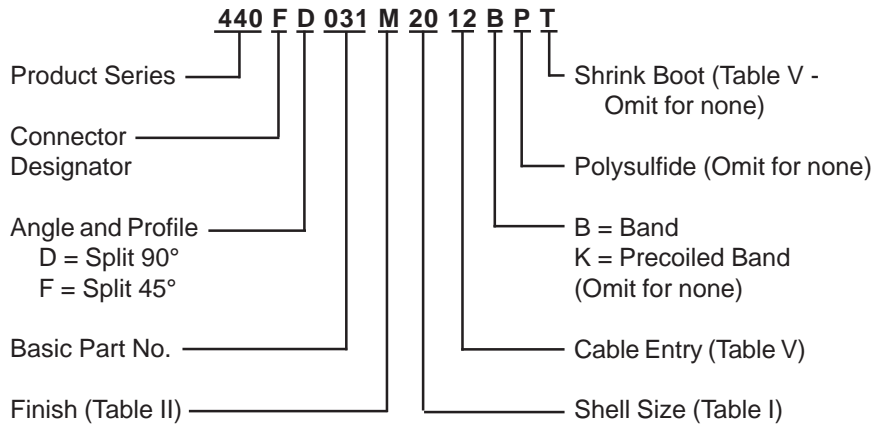 440 F D 031 M 20 12 B P T
Product Series
Connector
Designator
Angle and Profile
D = Split 90°
F = Split 45°
Basic Part No.
Finish (Table II)
Shrink Boot (Table V -
Omit for none)
Polysulfide (Omit for none)
B = Band
K = Precoiled Band
(Omit for none)
Cable Entry (Table V)
Shell Size (Table I)